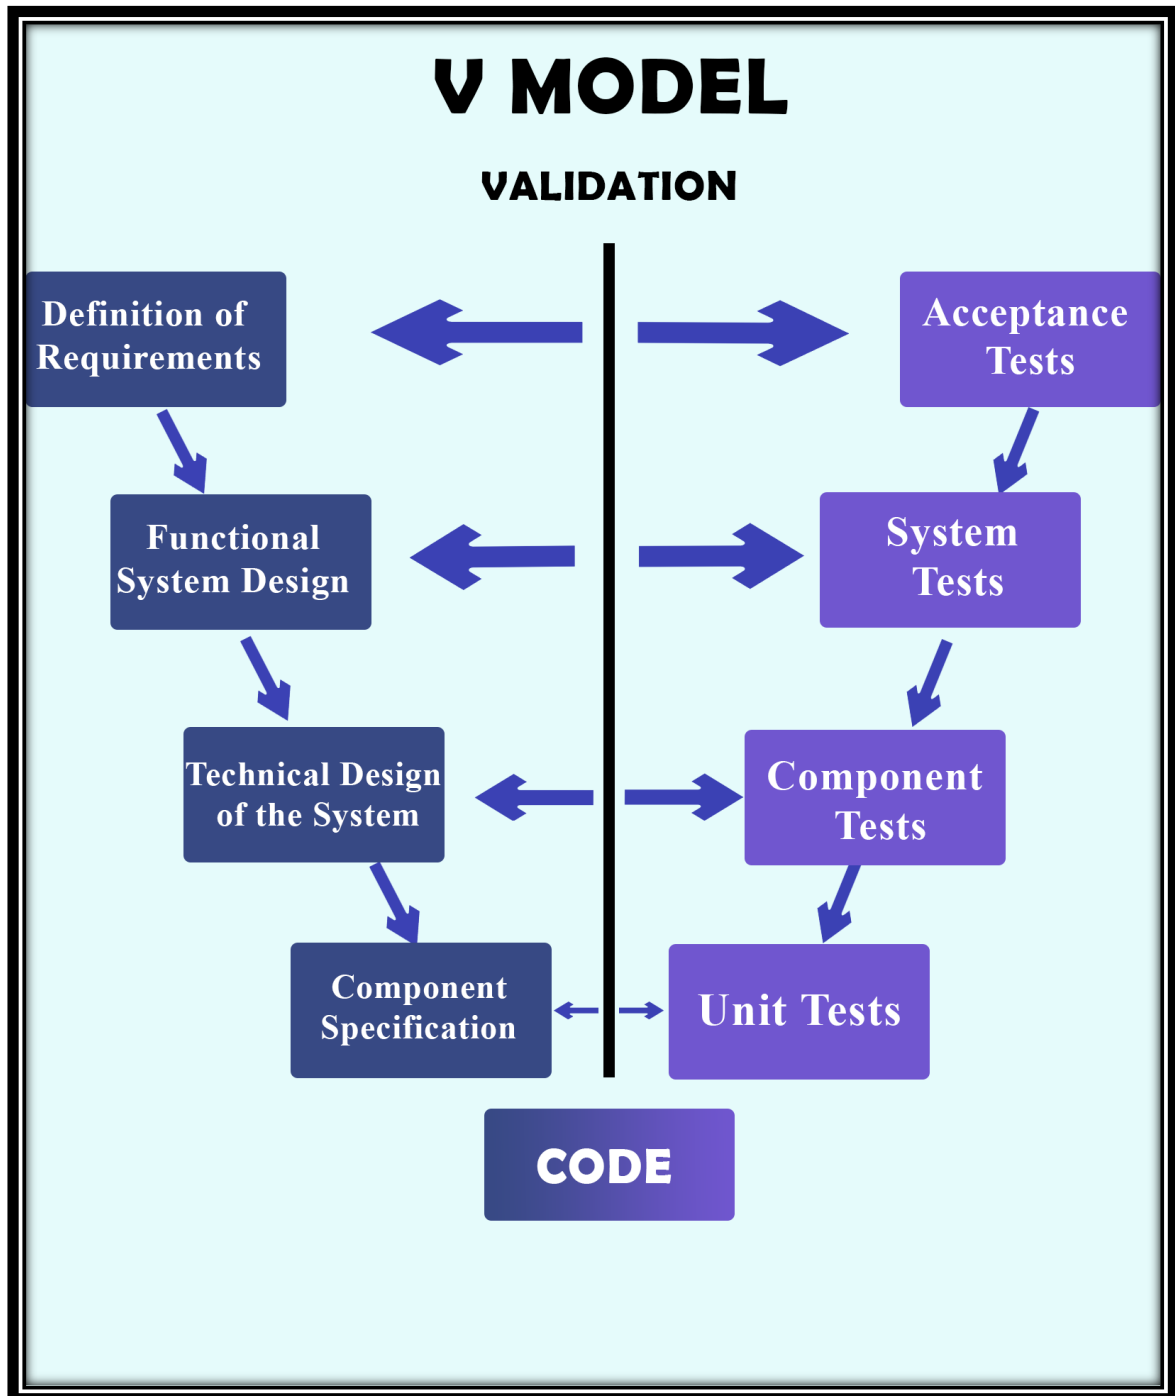 V MODEL
VALIDATION
Definition of
Requirements
Acceptance
Tests
Functional
System Design
System
Tests
Technical Design
of the System
Component
Tests
Component
Specification
Unit Tests
CODE